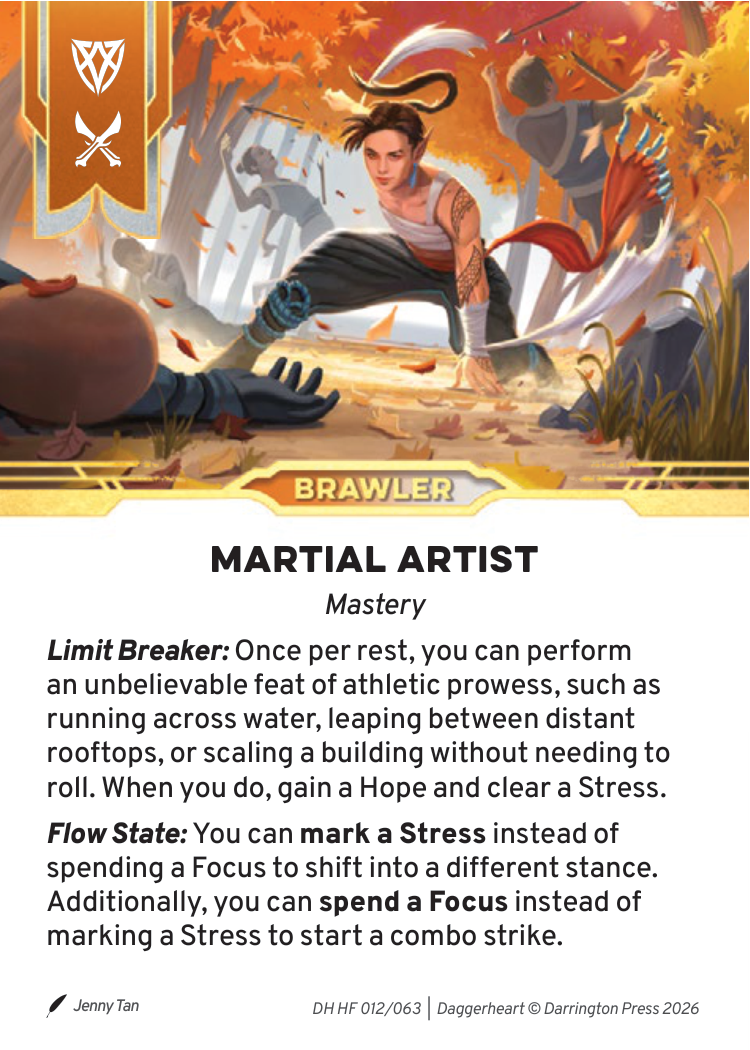 BRAWLER
MARTIAL ARTIST
Mastery
Limit Breaker: Once per rest, you can perform
an unbelievable feat of athletic prowess, such as
running across water, leaping between distant
rooftops, or scaling a building without needing to
roll. When you do, gain a Hope and clear a Stress.
Flow State: You can mark a Stress instead of
spending a Focus to shift into a different stance.
Additionally, you can spend a Focus instead of
marking a Stress to start a combo strike.
Jenny Tan
DH HF 012/063 | Daggerheart © Darrington Press 2026